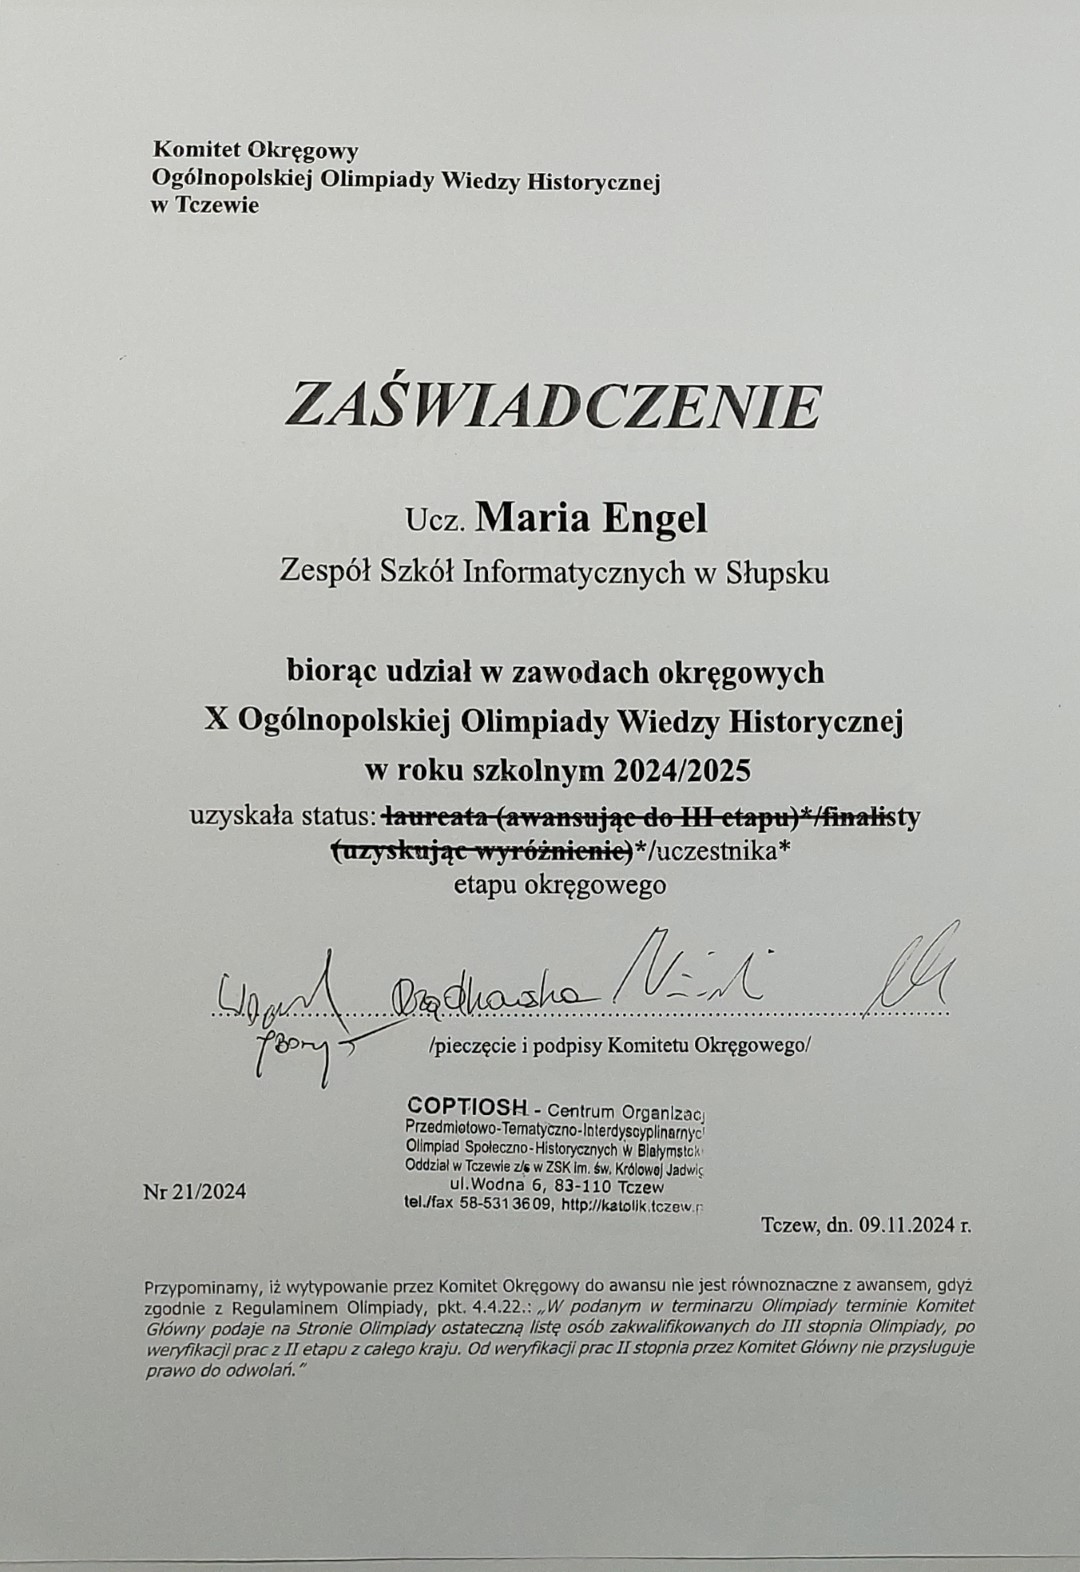 Komitet Okręgowy
Ogólnopolskiej Olimpiady Wiedzy Historycznej
w Tczewie
ZAŚWIADCZENIE
Ucz. Maria Engel
Zespół Szkół Informatycznych w Słupsku
biorąc udział w zawodach okręgowych
X Ogólnopolskiej Olimpiady Wiedzy Historycznej
w roku szkolnym 2024/2025
uzyskała status: laureata (awansując do III etapu)*/finalisty
(uzyskując wyróżnienie)*/uczestnika*
etapu okręgowego
/pieczęcie i podpisy Komitetu Okręgowego/
COPTIOSH - Centrum Organizacj
Przedmiotowo-Tematyczno-Interdyscyplinarnyc
Olimpiad Społeczno-Historycznych w Białymstok
Oddział w Tczewie z/s w ZSK im. św. Królowej Jadwig
ul.Wodna 6, 83-110 Tczew
tel./fax 58-531 36 09, http://katolik.tczew.p
Nr 21/2024
Tczew, dn. 09.11.2024 r.
Przypominamy, iż wytypowanie przez Komitet Okręgowy do awansu nie jest równoznaczne z awansem, gdyż
zgodnie z Regulaminem Olimpiady, pkt. 4.4.22.: „W podanym w terminarzu Olimpiady terminie Komitet
Główny podaje na Stronie Olimpiady ostateczną listę osób zakwalifikowanych do III stopnia Olimpiady, po
weryfikacji prac z II etapu z całego kraju. Od weryfikacji prac II stopnia przez Komitet Główny nie przysługuje
prawo do odwołań.”